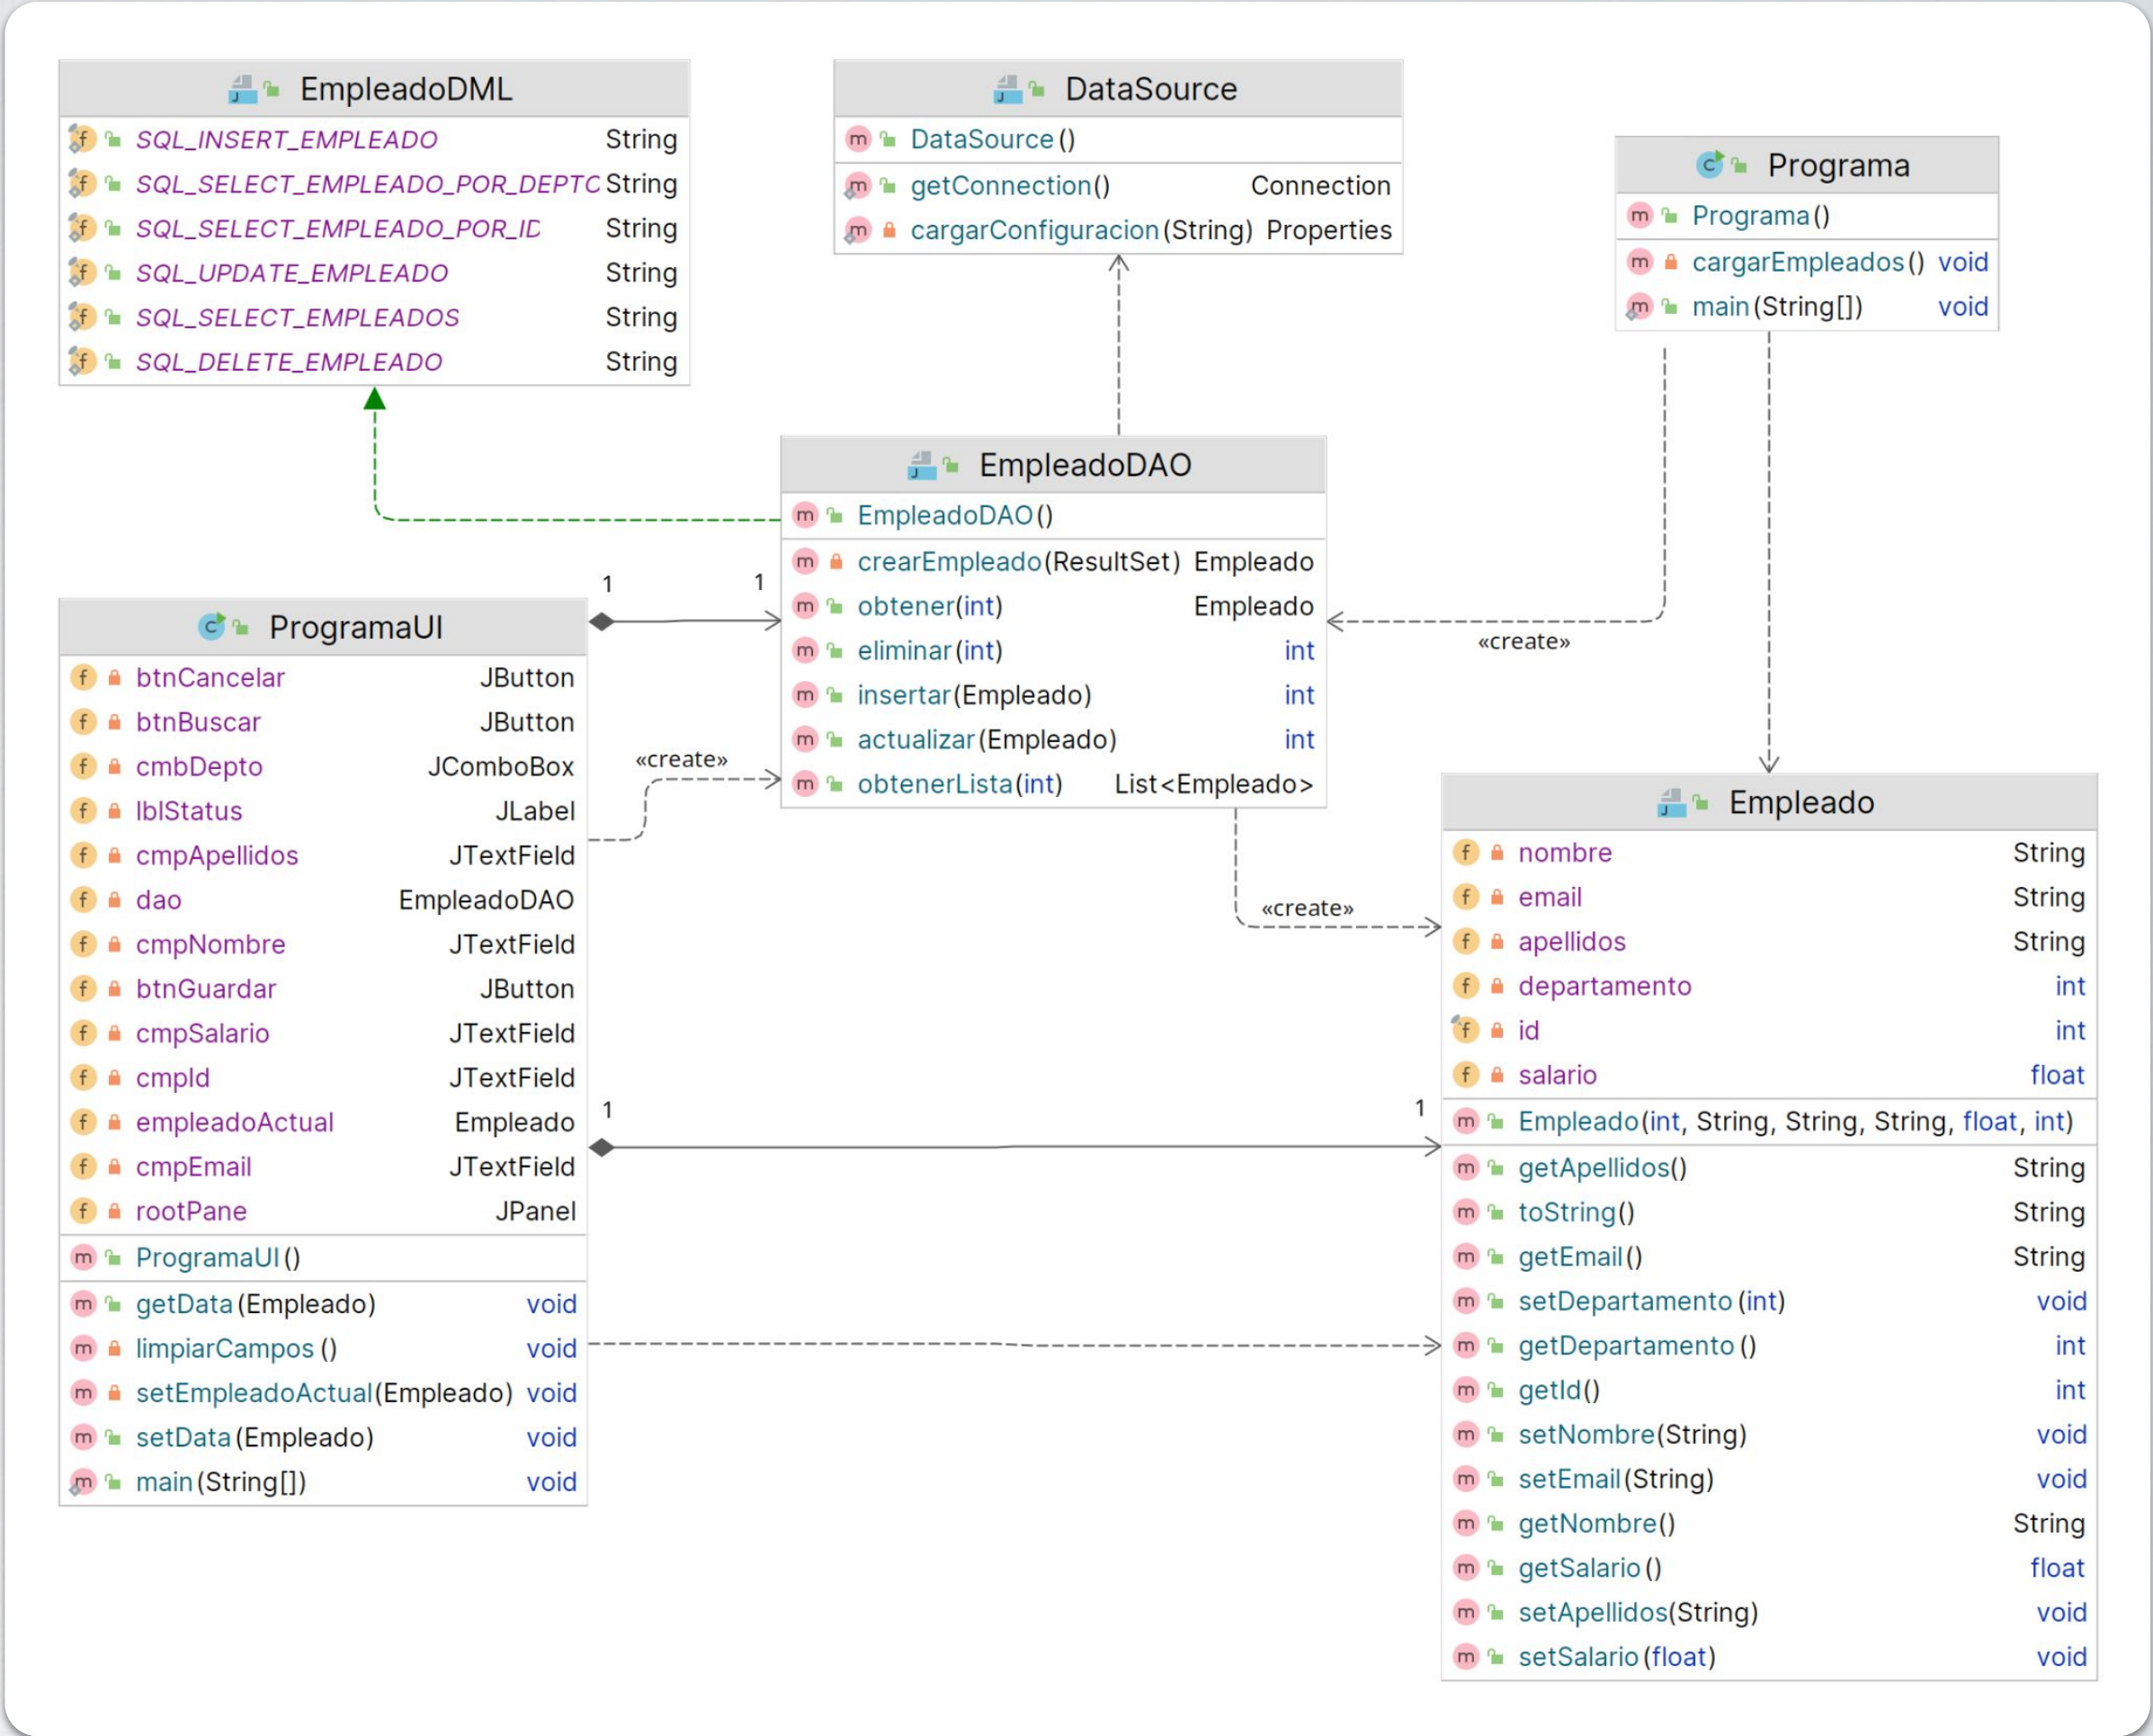 EmpleadoDML
SQL_INSERT_EMPLEADO String
SQL_SELECT_EMPLEADO_POR_DEPTO String
SQL_SELECT_EMPLEADO_POR_ID String
SQL_UPDATE_EMPLEADO String
SQL_SELECT_EMPLEADOS String
SQL_DELETE_EMPLEADO String
DataSource
DataSource()
getConnection() Connection
cargarConfiguracion(String) Properties
Programa
Programa()
cargarEmpleados() void
main(String[]) void
EmpleadoDAO
EmpleadoDAO()
crearEmpleado(ResultSet) Empleado
obtener(int) Empleado
eliminar(int) int
insertar(Empleado) int
actualizar(Empleado) int
obtenerLista(int) List<Empleado>
1 1
«create»
«create»
«create»
ProgramaUI
btnCancelar JButton
btnBuscar JButton
cmbDepto JComboBox
lblStatus JLabel
cmpApellidos JTextField
dao EmpleadoDAO
cmpNombre JTextField
btnGuardar JButton
cmpSalario JTextField
cmpId JTextField
empleadoActual Empleado
cmpEmail JTextField
rootPane JPanel
ProgramaUI()
getData(Empleado) void
limpiarCampos() void
setEmpleadoActual(Empleado) void
setData(Empleado) void
main(String[]) void
1 1
Empleado
nombre String
email String
apellidos String
departamento int
id int
salario float
Empleado(int, String, String, String, float, int)
getApellidos() String
toString() String
getEmail() String
setDepartamento(int) void
getDepartamento() int
getId() int
setNombre(String) void
setEmail(String) void
getNombre() String
getSalario() float
setApellidos(String) void
setSalario(float) void